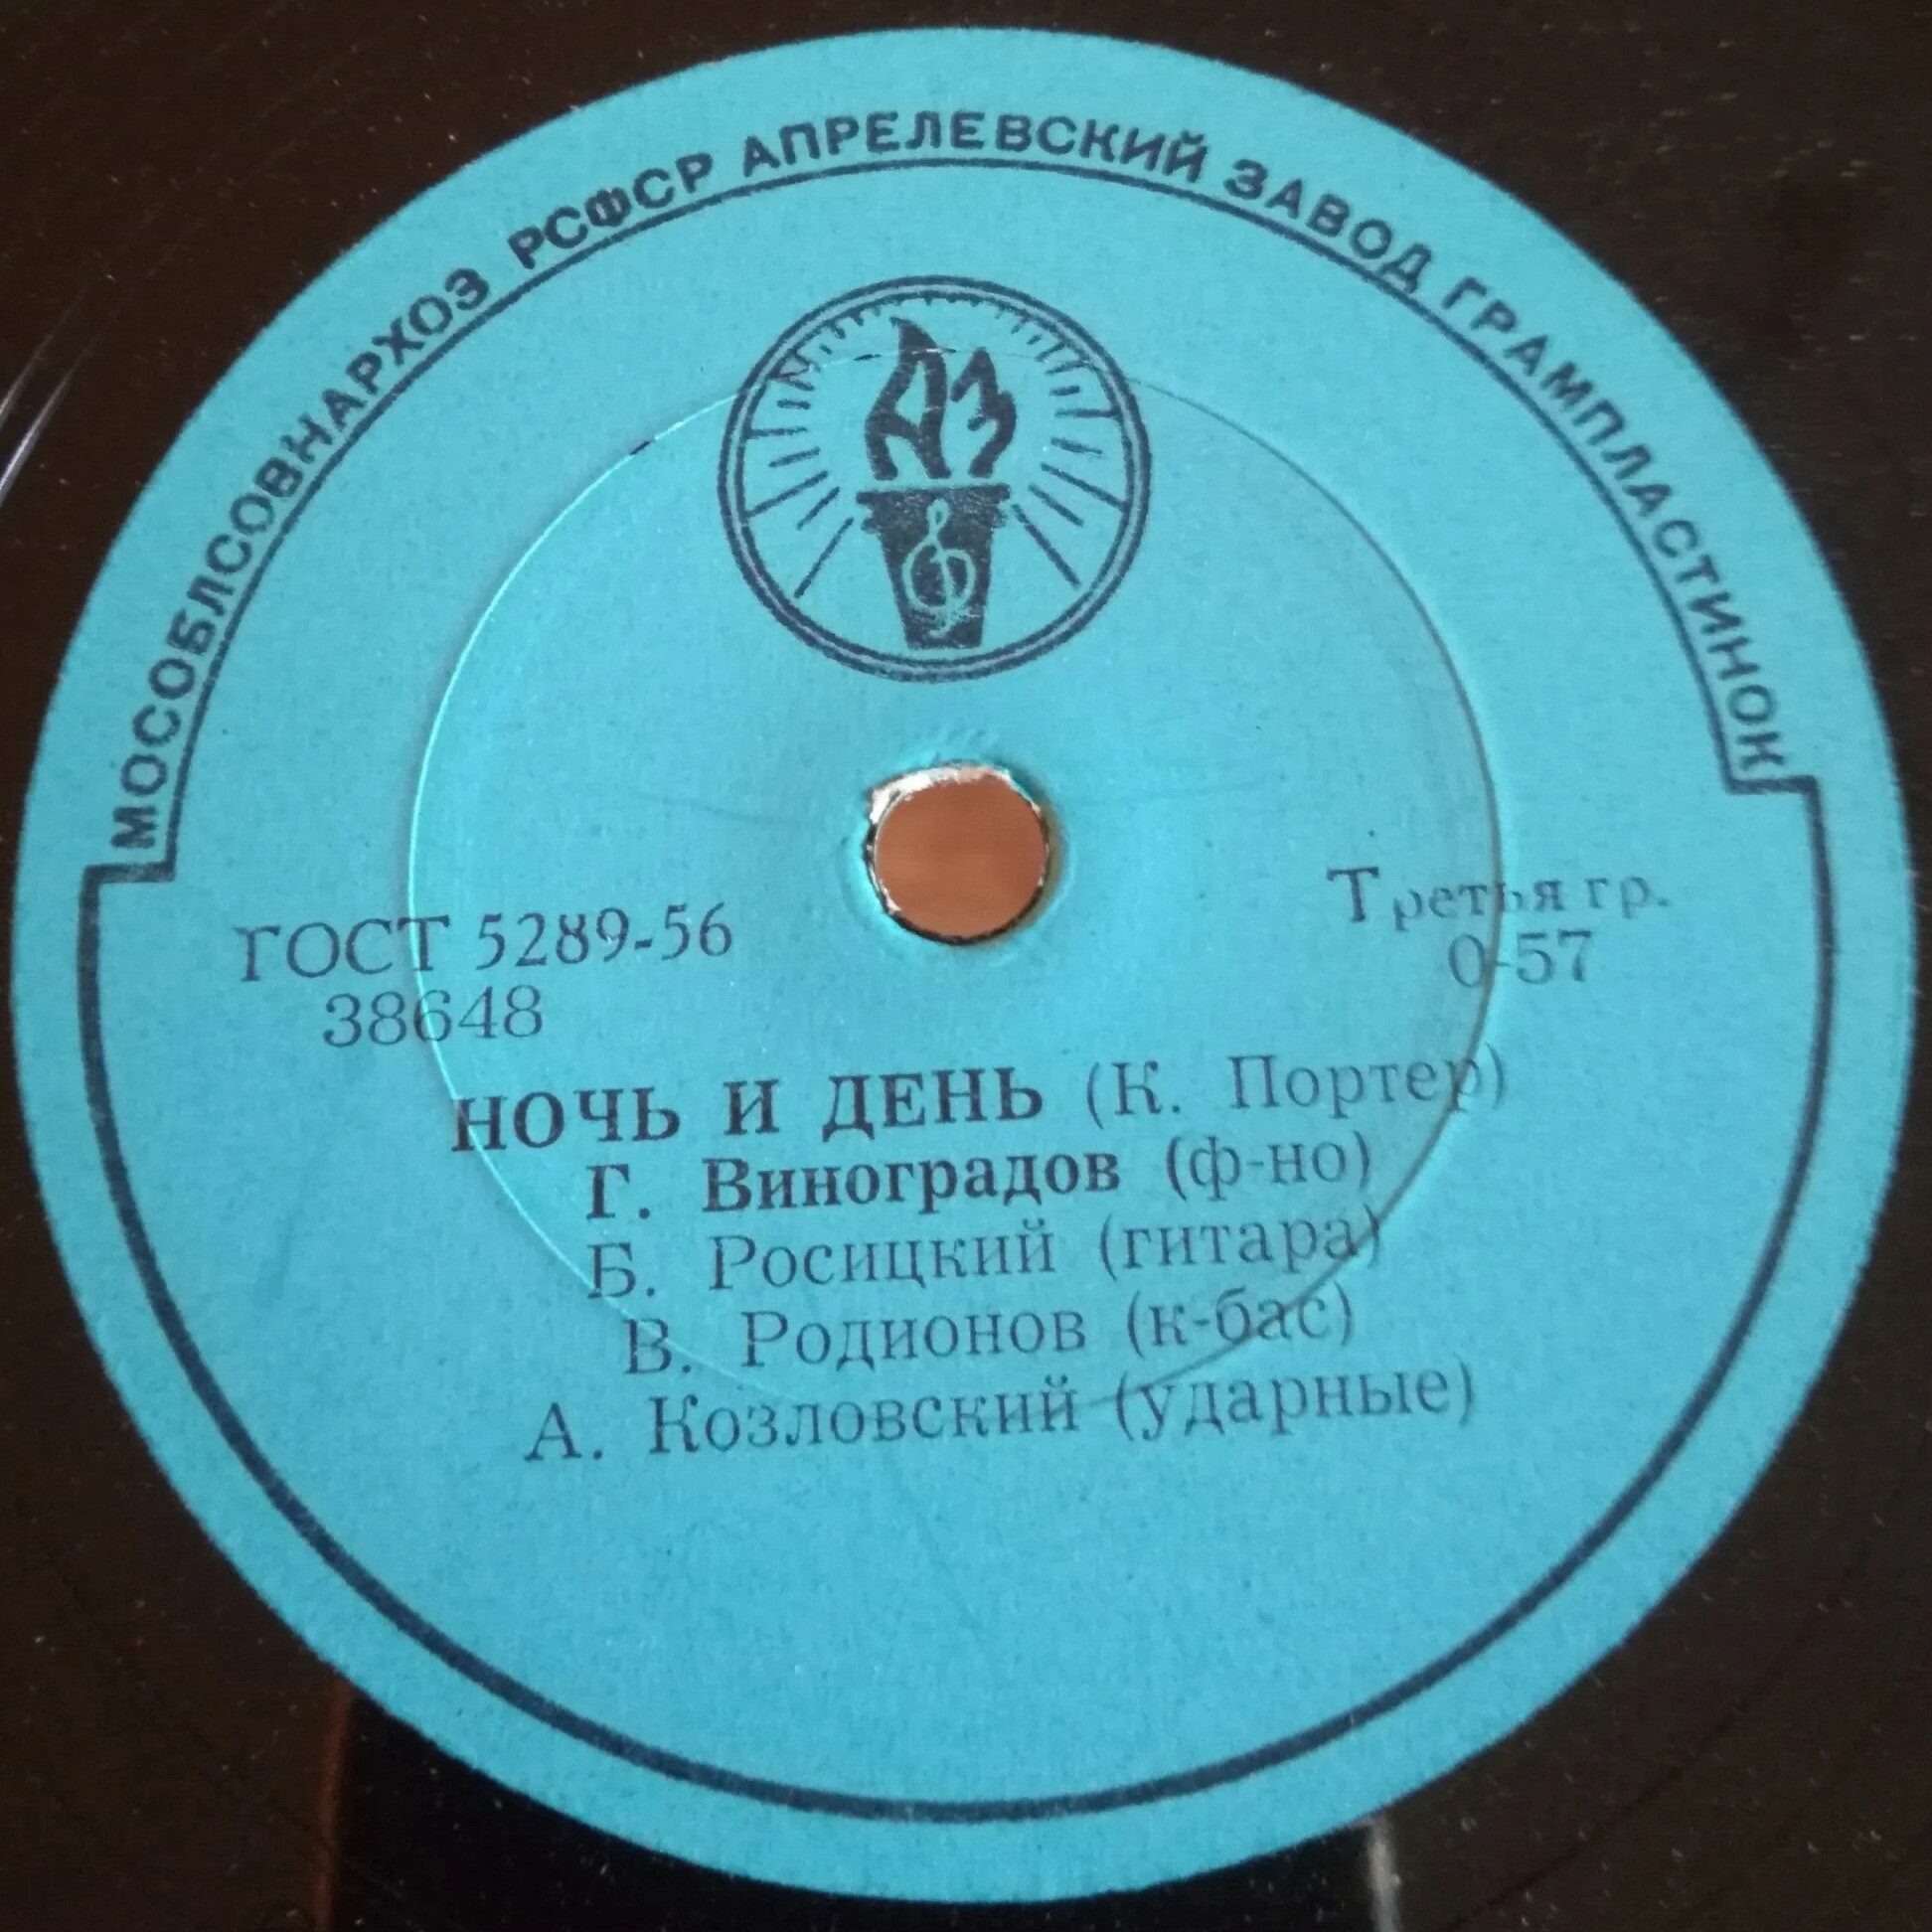 МОСОБЛСОВНАРХОЗ РСФСР АПРЕЛЕВСКИЙ ЗАВОД ГРАМПЛАСТИНОК
АЗ
ГОСТ 5289-56
38648
Третья гр.
0-57
НОЧЬ И ДЕНЬ (К. Портер)
Г. Виноградов (ф-но)
Б. Росицкий (гитара)
В. Родионов (к-бас)
А. Козловский (ударные)